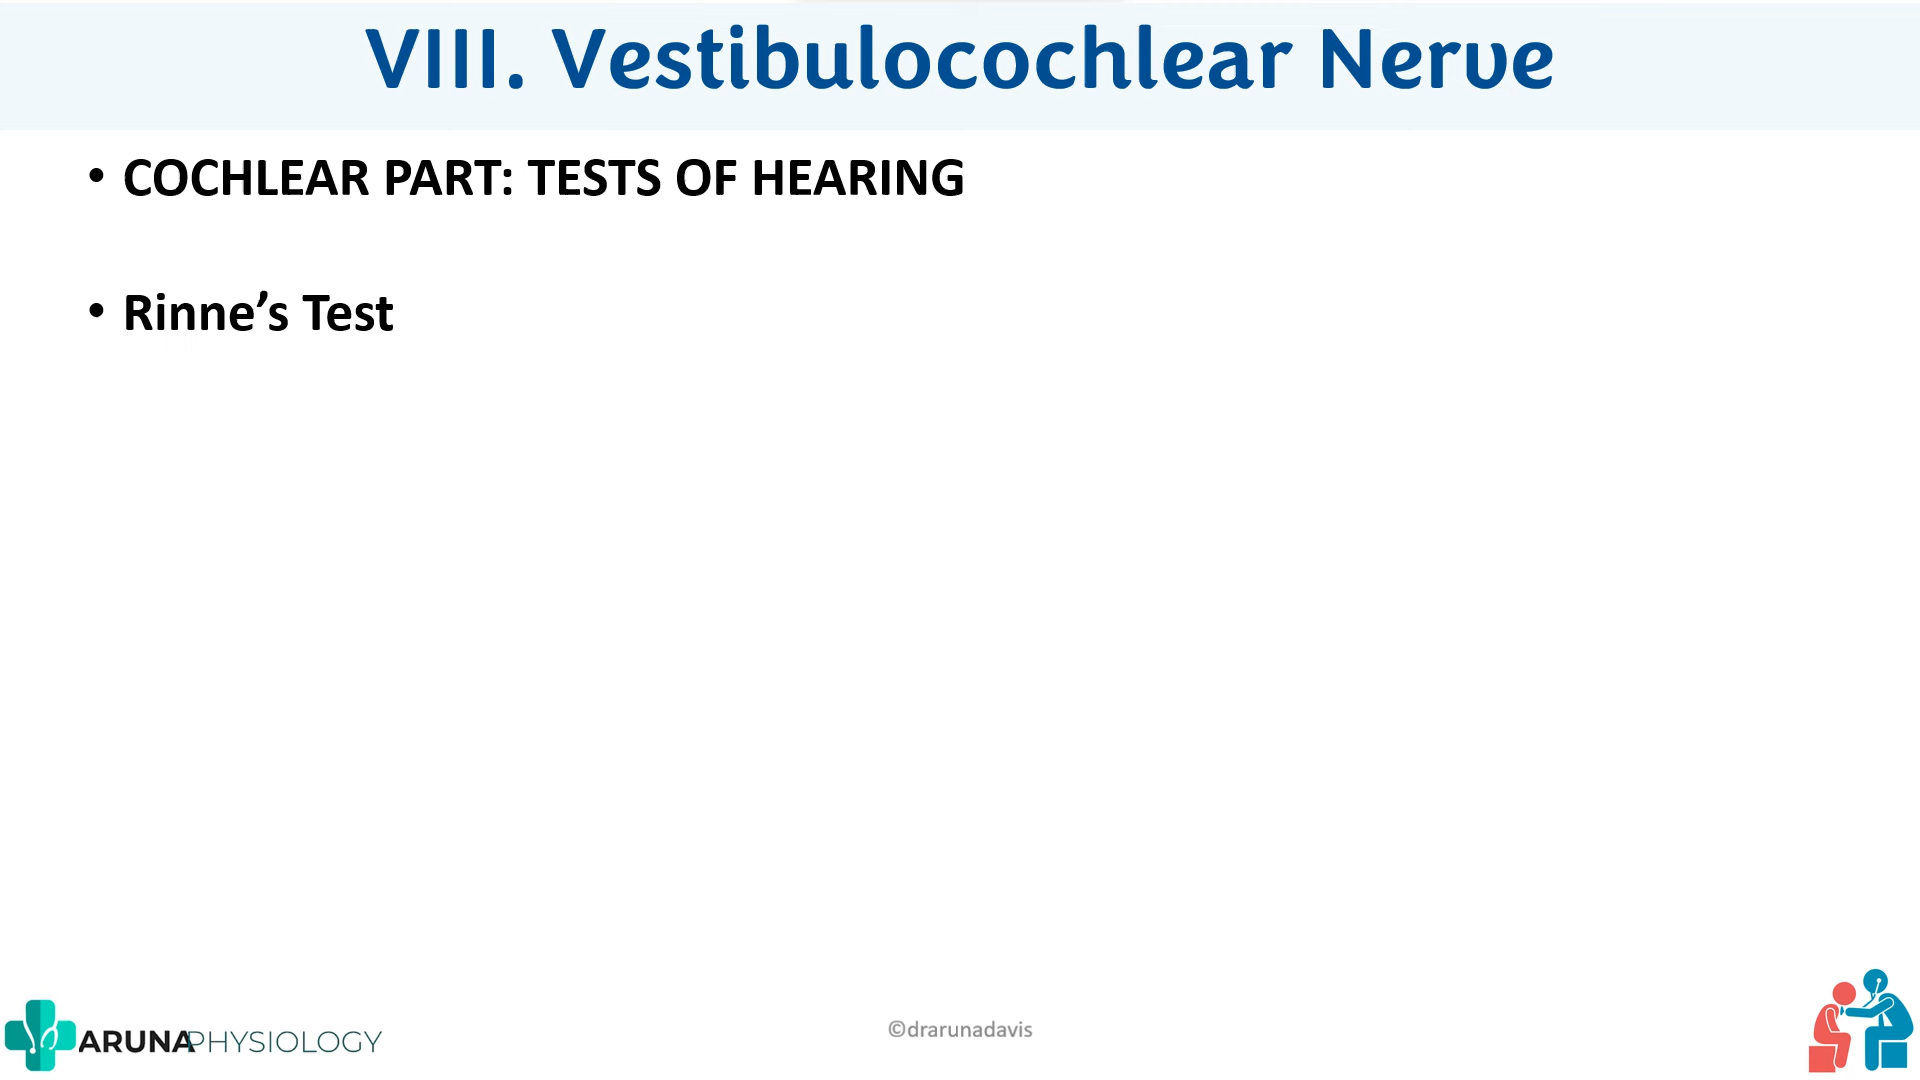 VIII. Vestibulocochlear Nerve
• COCHLEAR PART: TESTS OF HEARING
• Rinne’s Test
ARUNAPHYSIOLOGY
©drarunadavis